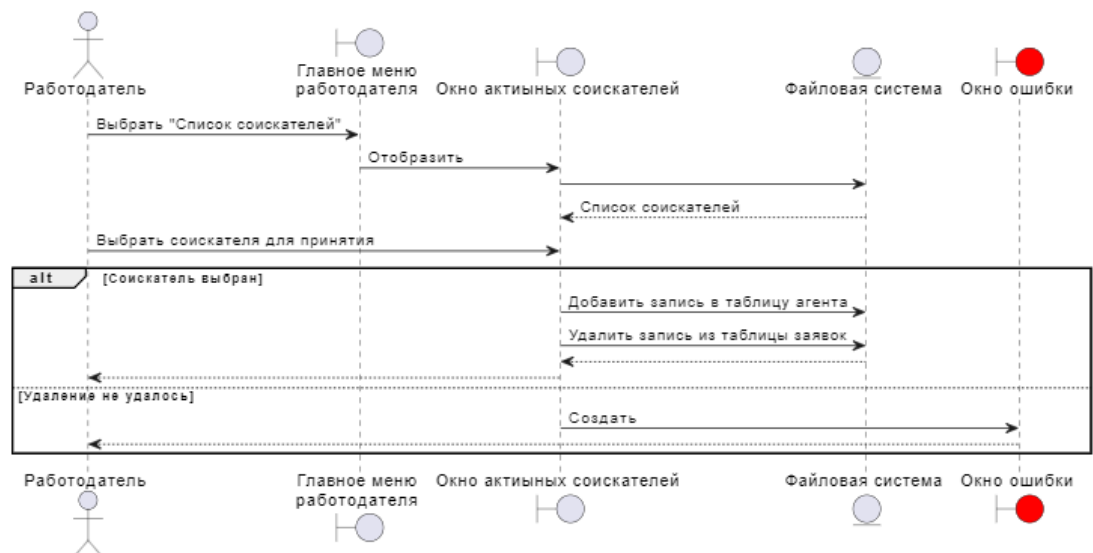 Работодатель
Главное меню
работодателя
Окно актиыных соискателей
Файловая система
Окно ошибки
Выбрать "Список соискателей"
Отобразить
Список соискателей
Выбрать соискателя для принятия
alt
[Соискатель выбран]
Добавить запись в таблицу агента
Удалить запись из таблицы заявок
[Удаление не удалось]
Создать
Работодатель
Главное меню
работодателя
Окно актиыных соискателей
Файловая система
Окно ошибки